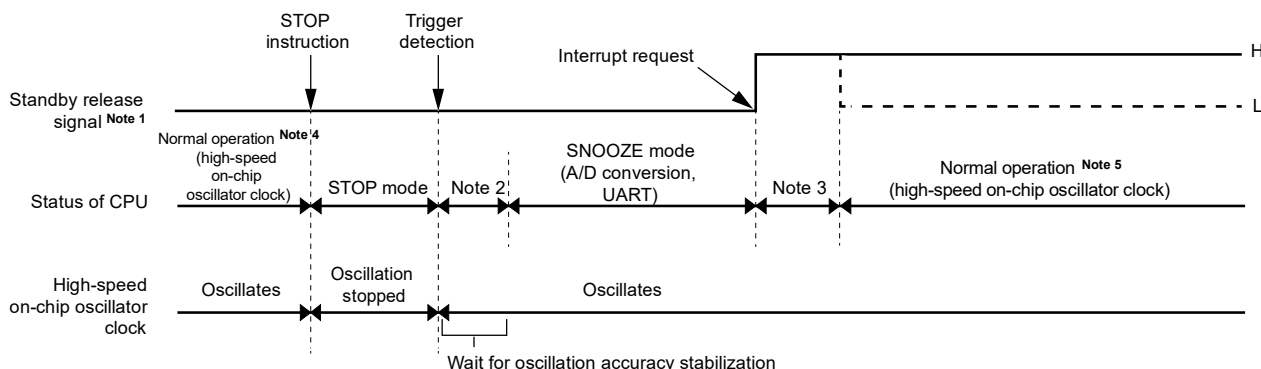 STOP
instruction
Trigger
detection
Interrupt request
H
L
Standby release
signal Note 1
Normal operation Note 4
(high-speed
on-chip
oscillator clock)
STOP mode
Note 2
SNOOZE mode
(A/D conversion,
UART)
Note 3
Normal operation Note 5
(high-speed on-chip oscillator clock)
Status of CPU
High-speed
on-chip oscillator
clock
Oscillates
Oscillation
stopped
Oscillates
Wait for oscillation accuracy stabilization